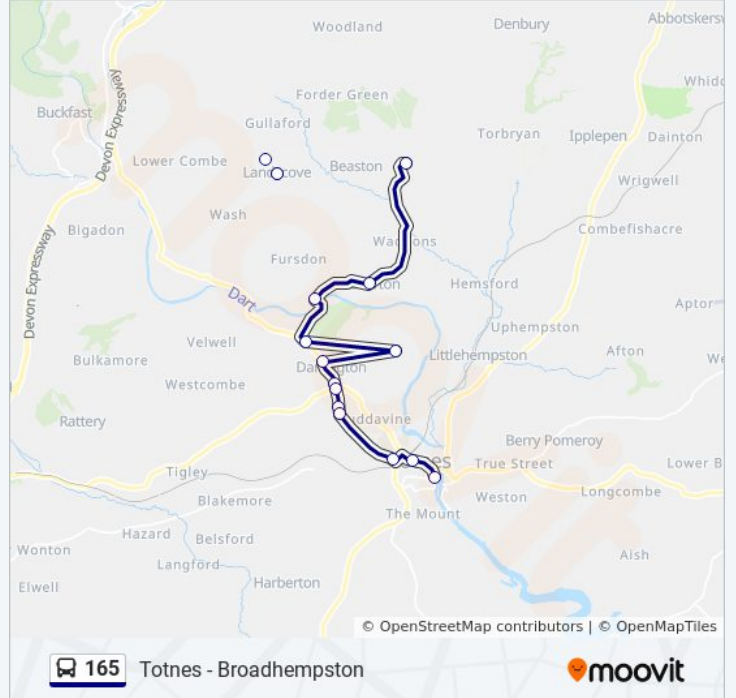 Woodland
Denbury
Abbotskersw
Devon Expressway
Buckfast
Forder Green
Whidd
Gullaford
Torbryan
Ipplepen
Dainton
Lower Combe
Beaston
Wrigwell
Wash
Bigadon
Combefishacre
Fursdon
Devon Expressway
Dart
Hemsford
Aptor
Uphempston
Velwell
Littlehempston
Afton
Bulkamore
Westcombe
Rattery
Berry Pomeroy
True Street
Lower B
Tigley
Weston
Longcombe
Blakemore
The Mount
Hazard
Belsford
Wonton
Langford
Aish
Elwell
Harberton
© OpenStreetMap contributors | © OpenMapTiles
165 Totnes - Broadhempston
moovit